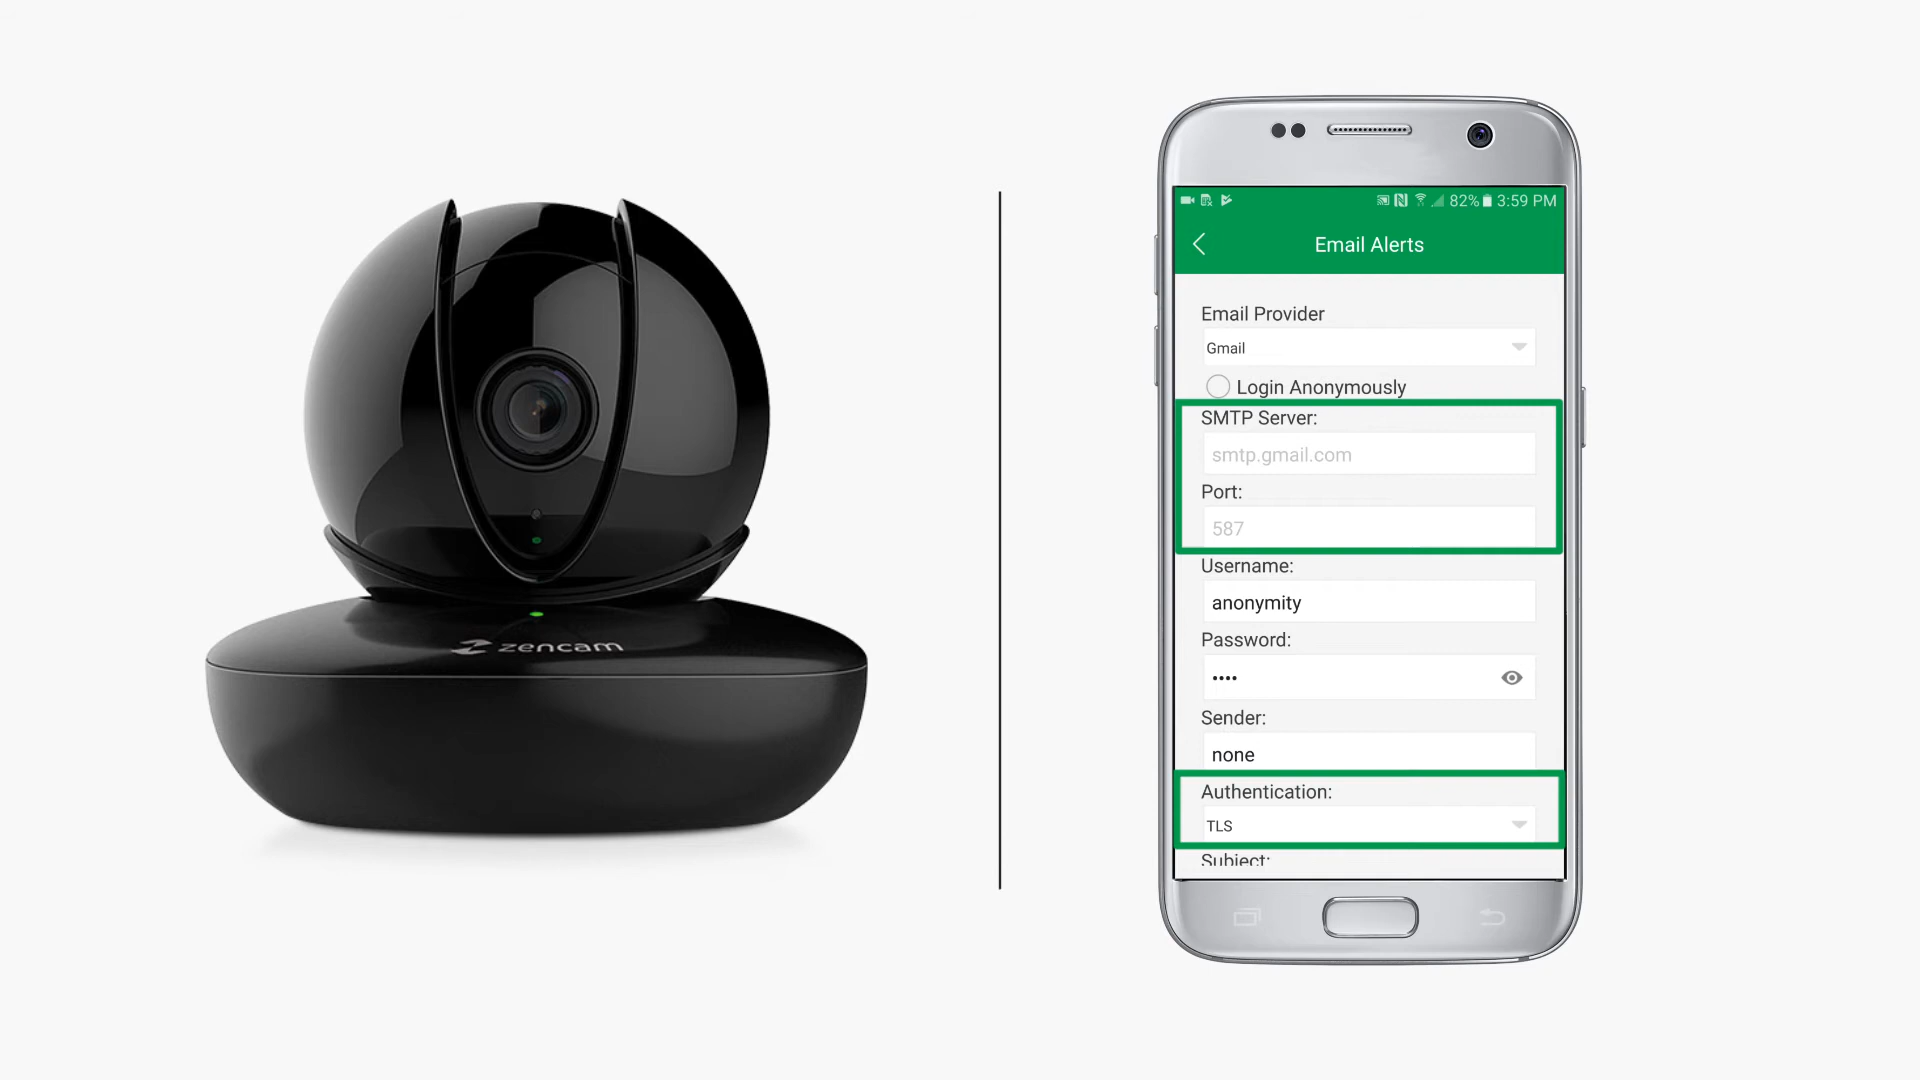 zencam
82% 3:59 PM
Email Alerts
Email Provider
Gmail
Login Anonymously
SMTP Server:
smtp.gmail.com
Port:
587
Username:
anonymity
Password:
••••
Sender:
none
Authentication:
TLS
Subject: